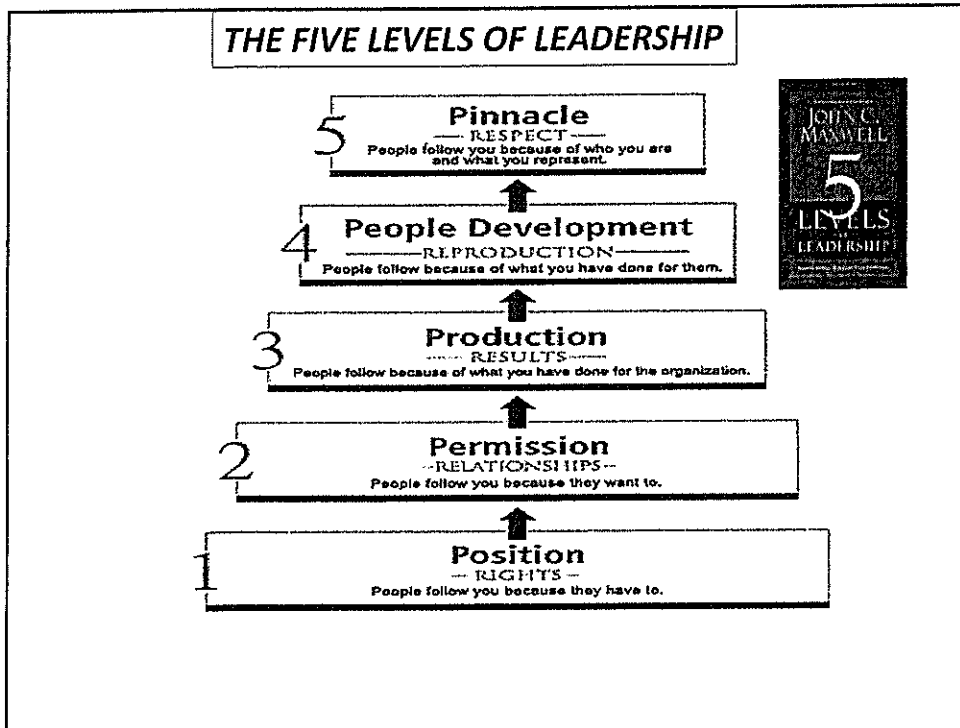 THE FIVE LEVELS OF LEADERSHIP
5
Pinnacle
RESPECT
People follow you because of who you are
and what you represent.
JOHN C.
MAXWELL
5
LEVELS
LEADERSHIP
4
People Development
REPRODUCTION
People follow because of what you have done for them.
3
Production
RESULTS
People follow because of what you have done for the organization.
2
Permission
RELATIONSHIPS
People follow you because they want to.
1
Position
RIGHTS
People follow you because they have to.